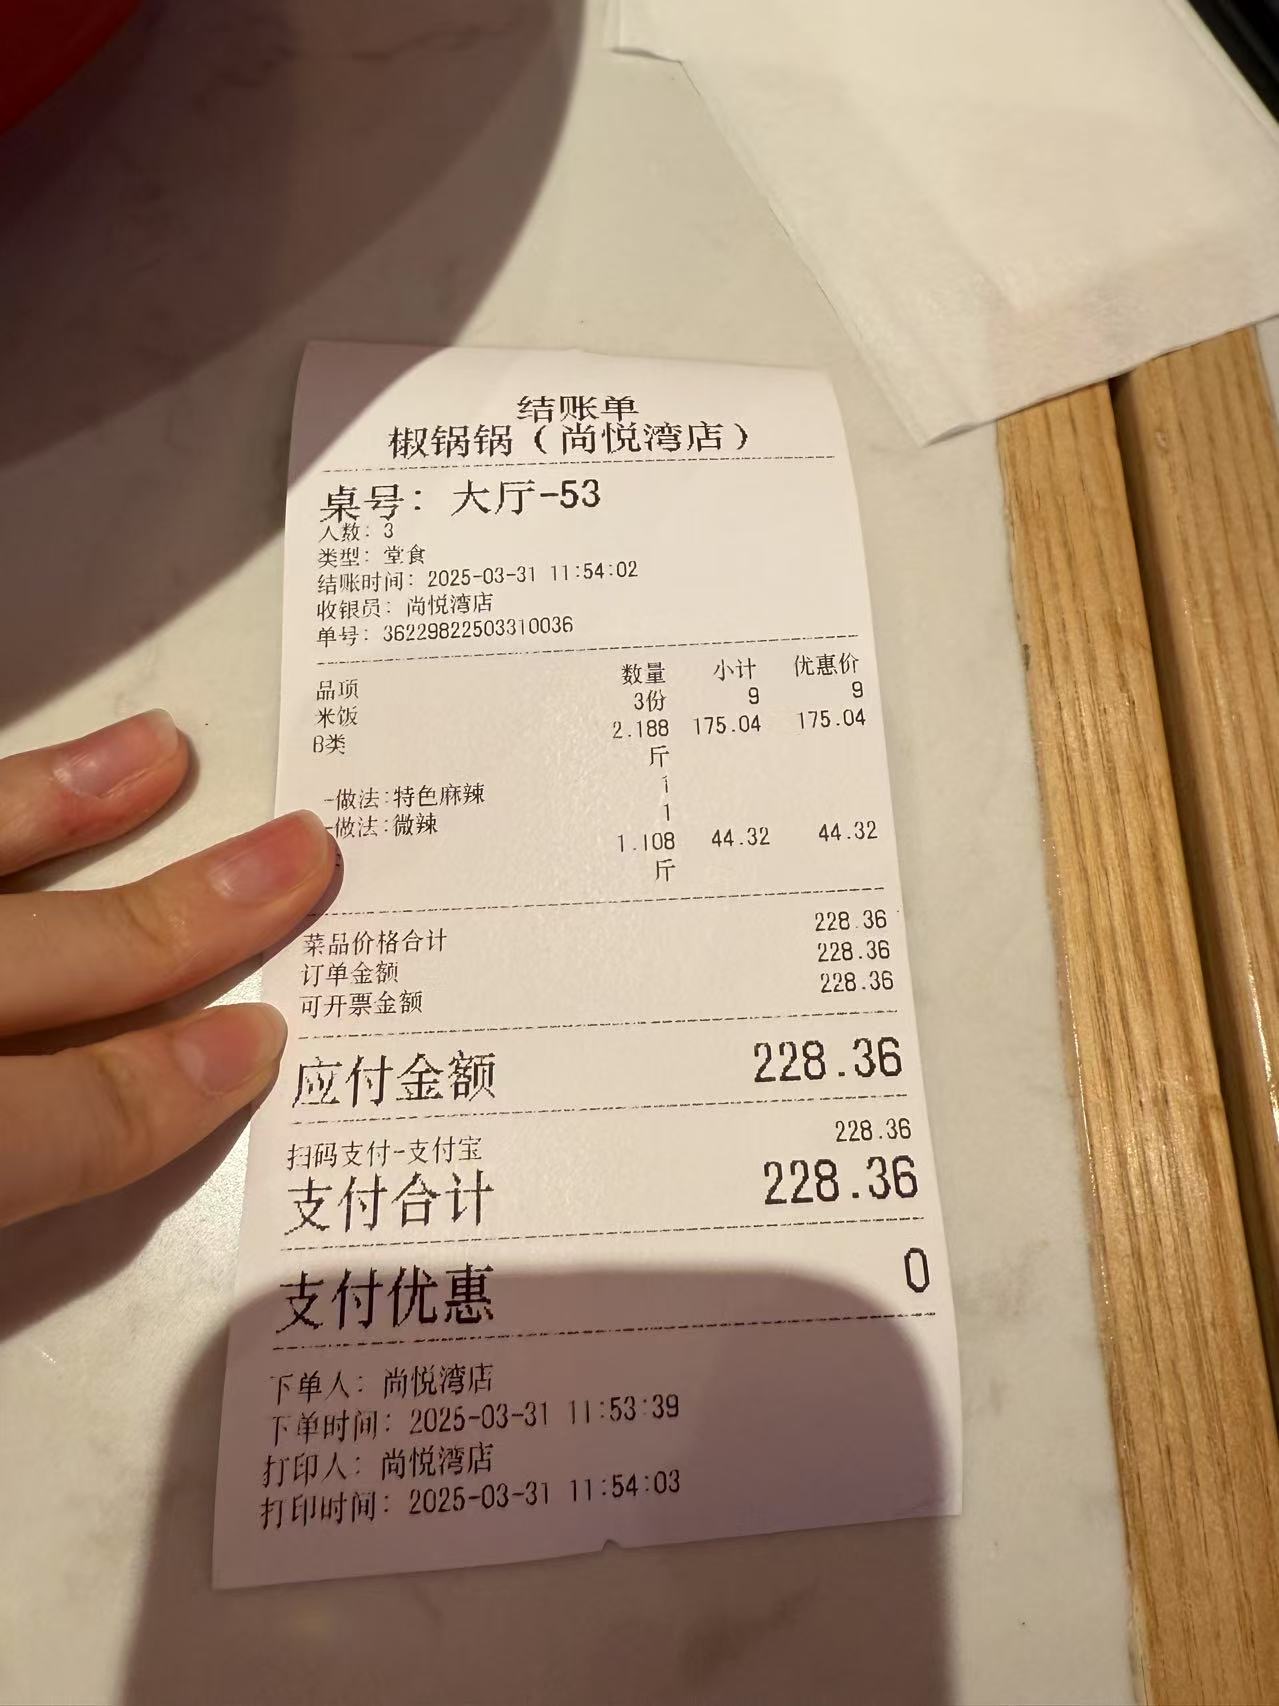 结账单
椒锅锅（尚悦湾店）
桌号：大厅-53
人数：3
类型：堂食
结账时间：2025-03-31 11:54:02
收银员：尚悦湾店
单号：36229822503310036
品项 数量 小计 优惠价
米饭 3份 9 9
B类 2.188 175.04 175.04
斤
-做法:特色麻辣 1
-做法:微辣 1
1.108 44.32 44.32
斤
菜品价格合计 228.36
订单金额 228.36
可开票金额 228.36
应付金额 228.36
扫码支付-支付宝 228.36
支付合计 228.36
支付优惠 0
下单人：尚悦湾店
下单时间：2025-03-31 11:53:39
打印人：尚悦湾店
打印时间：2025-03-31 11:54:03